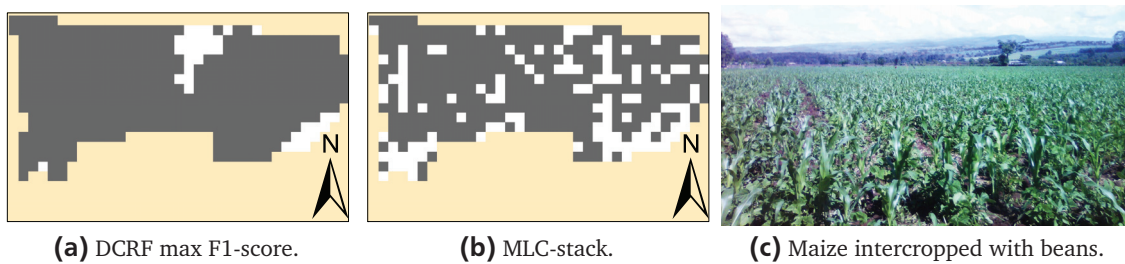 N
N
(a) DCRF max F1-score.
(b) MLC-stack.
(c) Maize intercropped with beans.